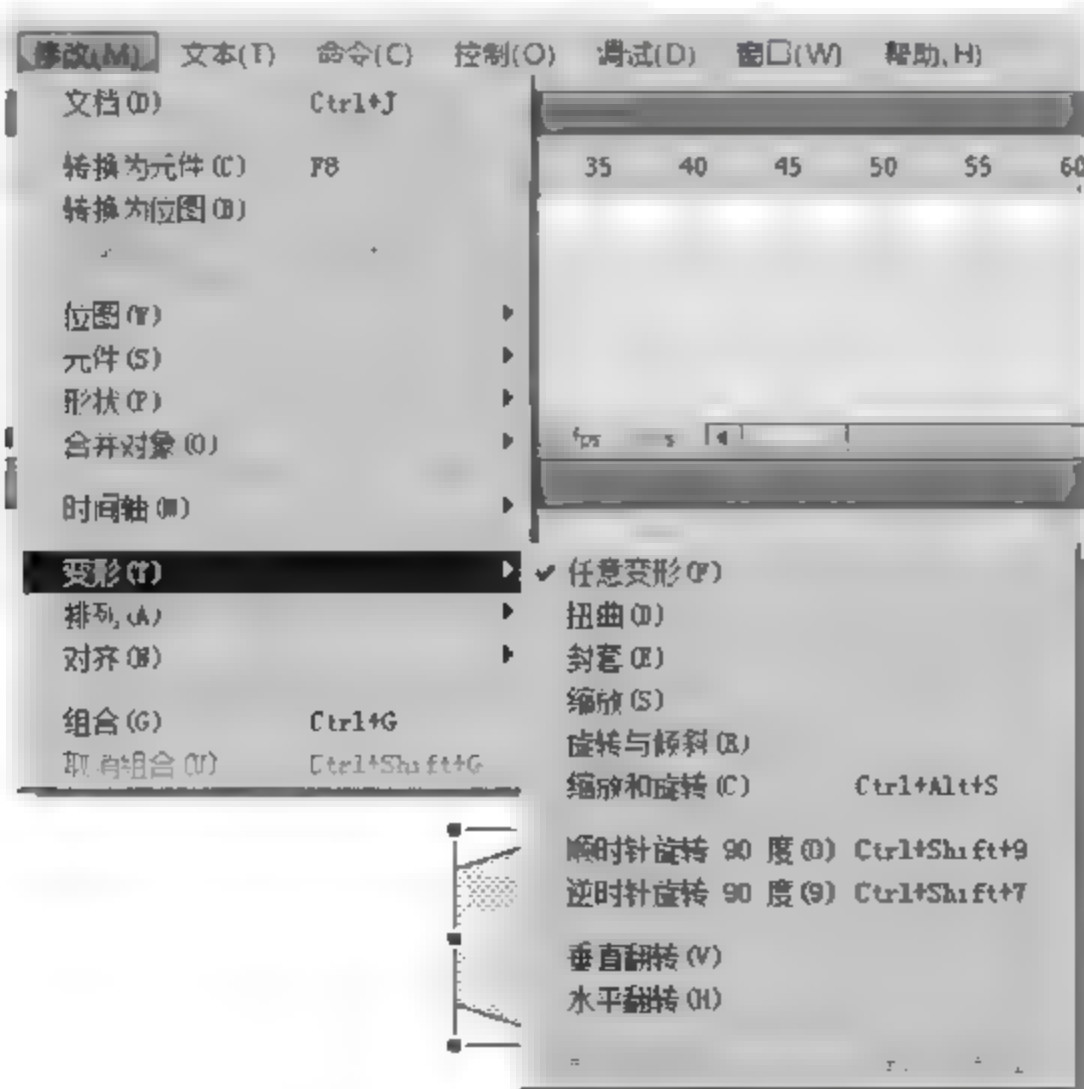 修改(M) 文本(T) 命令(C) 控制(O) 调试(D) 窗口(W) 帮助(H)
文档(D) Ctrl+J
转换为元件(C) F8
转换为位图(B)
位图(W)
元件(S)
形状(P)
合并对象(O)
时间轴(M)
变形(T)
排列(A)
对齐(N)
组合(G) Ctrl+G
取消组合(U) Ctrl+Shift+G
35 40 45 50 55 60
fps s
任意变形(F)
扭曲(D)
封套(E)
缩放(S)
旋转与倾斜(R)
缩放和旋转(C) Ctrl+Alt+S
顺时针旋转 90 度(0) Ctrl+Shift+9
逆时针旋转 90 度(9) Ctrl+Shift+7
垂直翻转(V)
水平翻转(H)